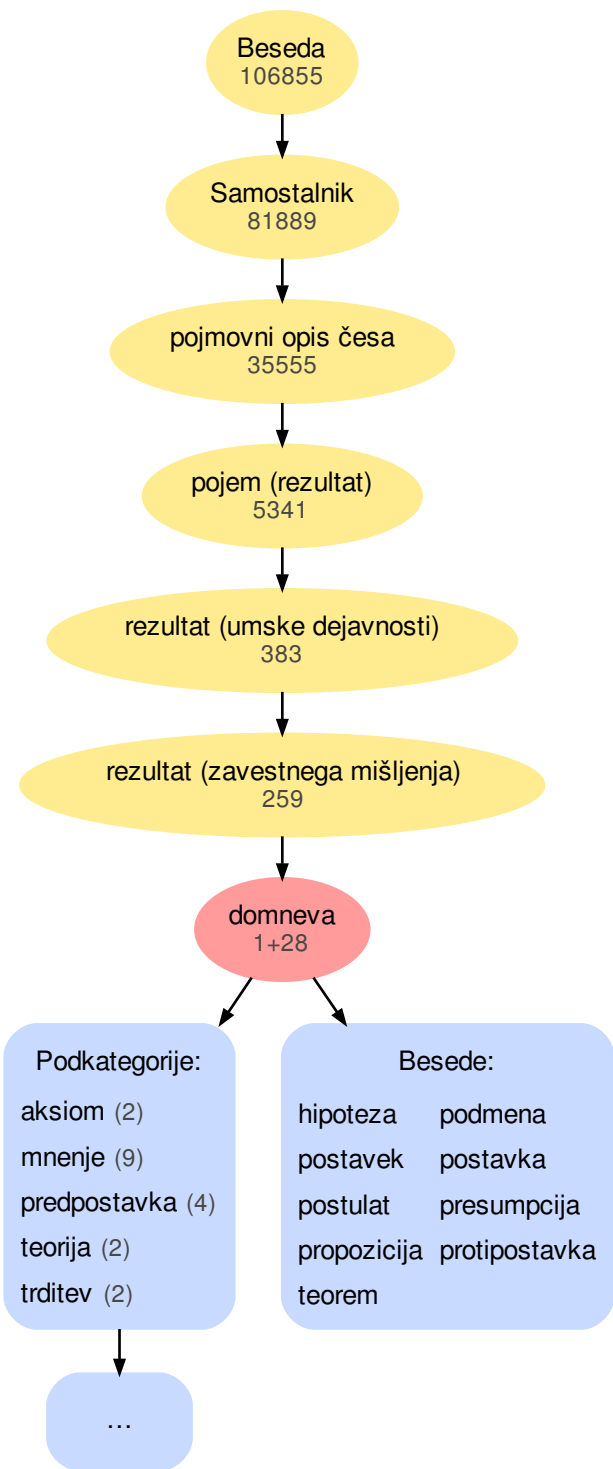 Beseda
106855
Samostalnik
81889
pojmovni opis česa
35555
pojem (rezultat)
5341
rezultat (umske dejavnosti)
383
rezultat (zavestnega mišljenja)
259
domneva
1+28
Podkategorije:
aksiom (2)
mnenje (9)
predpostavka (4)
teorija (2)
trditev (2)
…
Besede:
hipoteza podmena
postavek postavka
postulat presumpcija
propozicija protipostavka
teorem